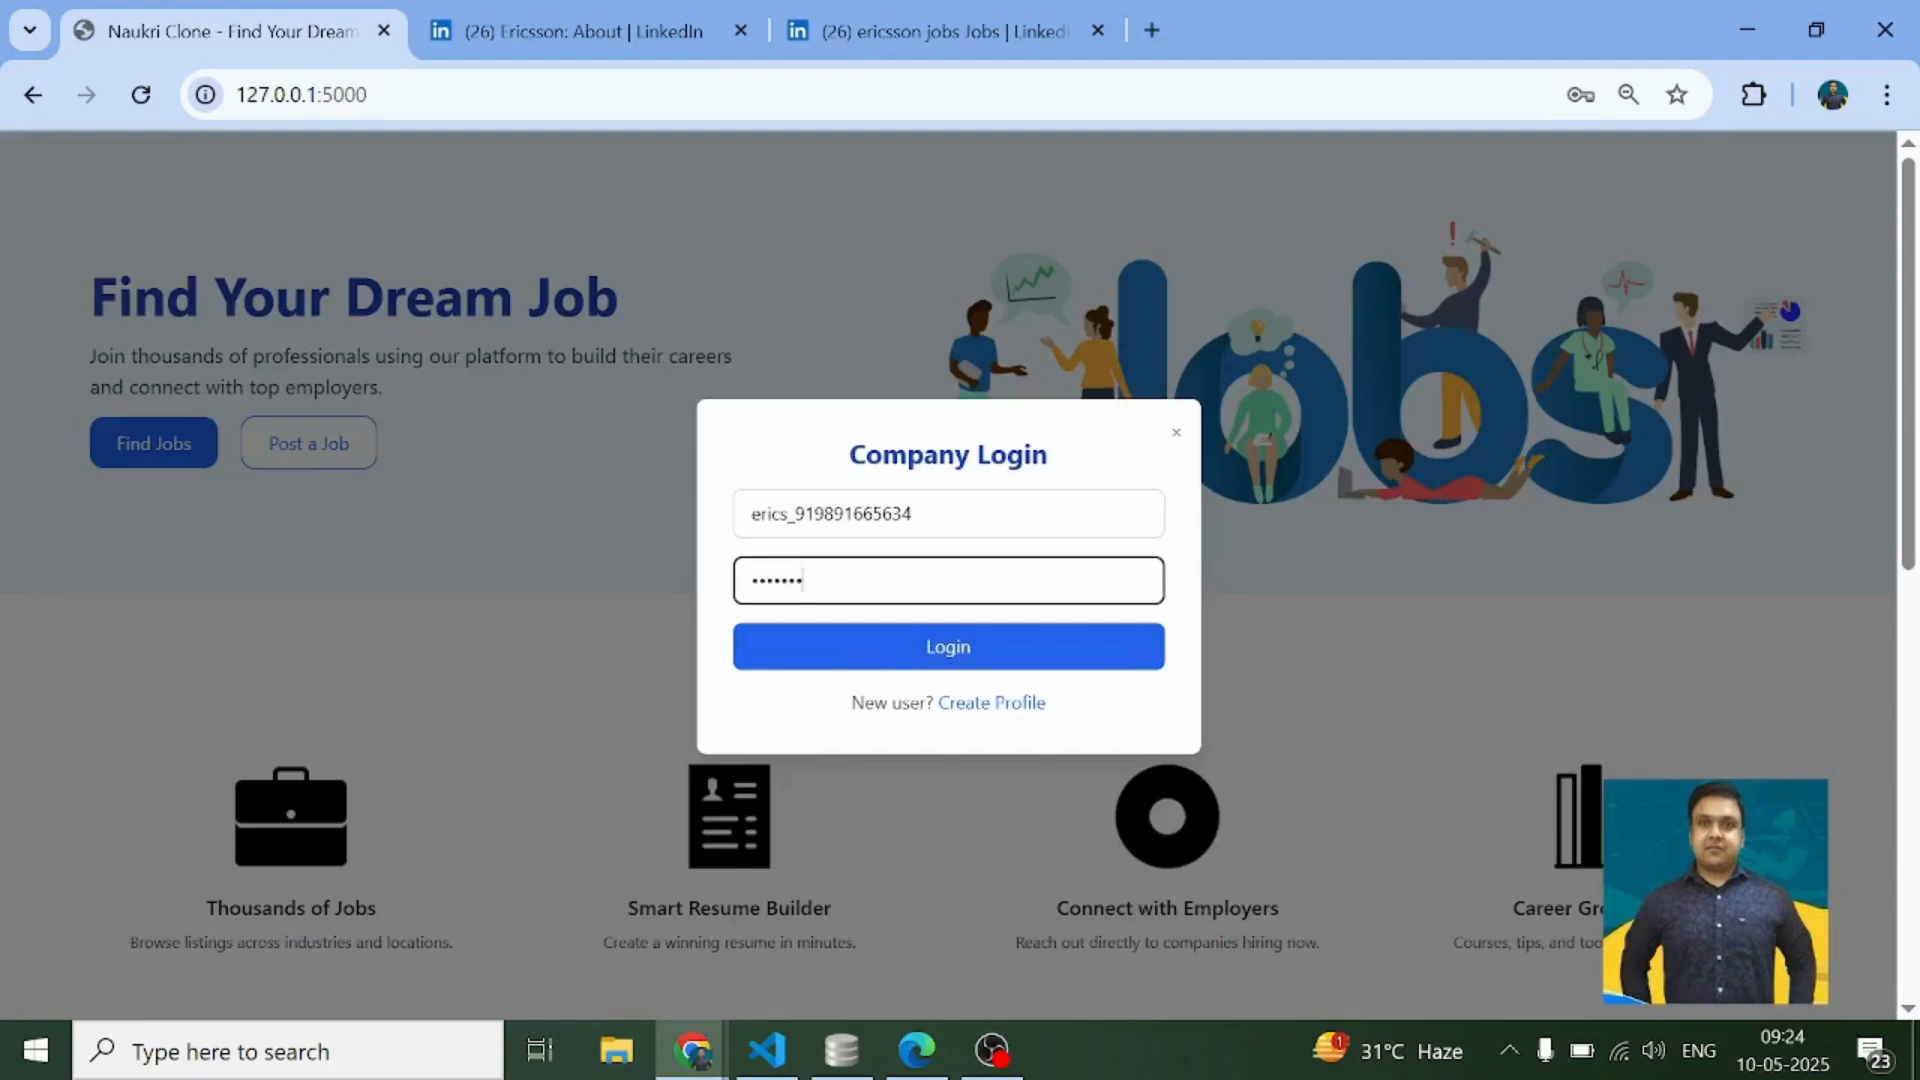 Naukri Clone - Find Your Dream
(26) Ericsson: About | LinkedIn
(26) ericsson jobs Jobs | Linked
127.0.0.1:5000
Find Your Dream Job
Join thousands of professionals using our platform to build their careers
and connect with top employers.
Find Jobs
Post a Job
Company Login
×
erics_919891665634
•••••••
Login
New user? Create Profile
Thousands of Jobs
Browse listings across industries and locations.
Smart Resume Builder
Create a winning resume in minutes.
Connect with Employers
Reach out directly to companies hiring now.
Career Gro
Courses, tips, and too
Type here to search
1
31°C Haze
ENG
09:24
10-05-2025
23